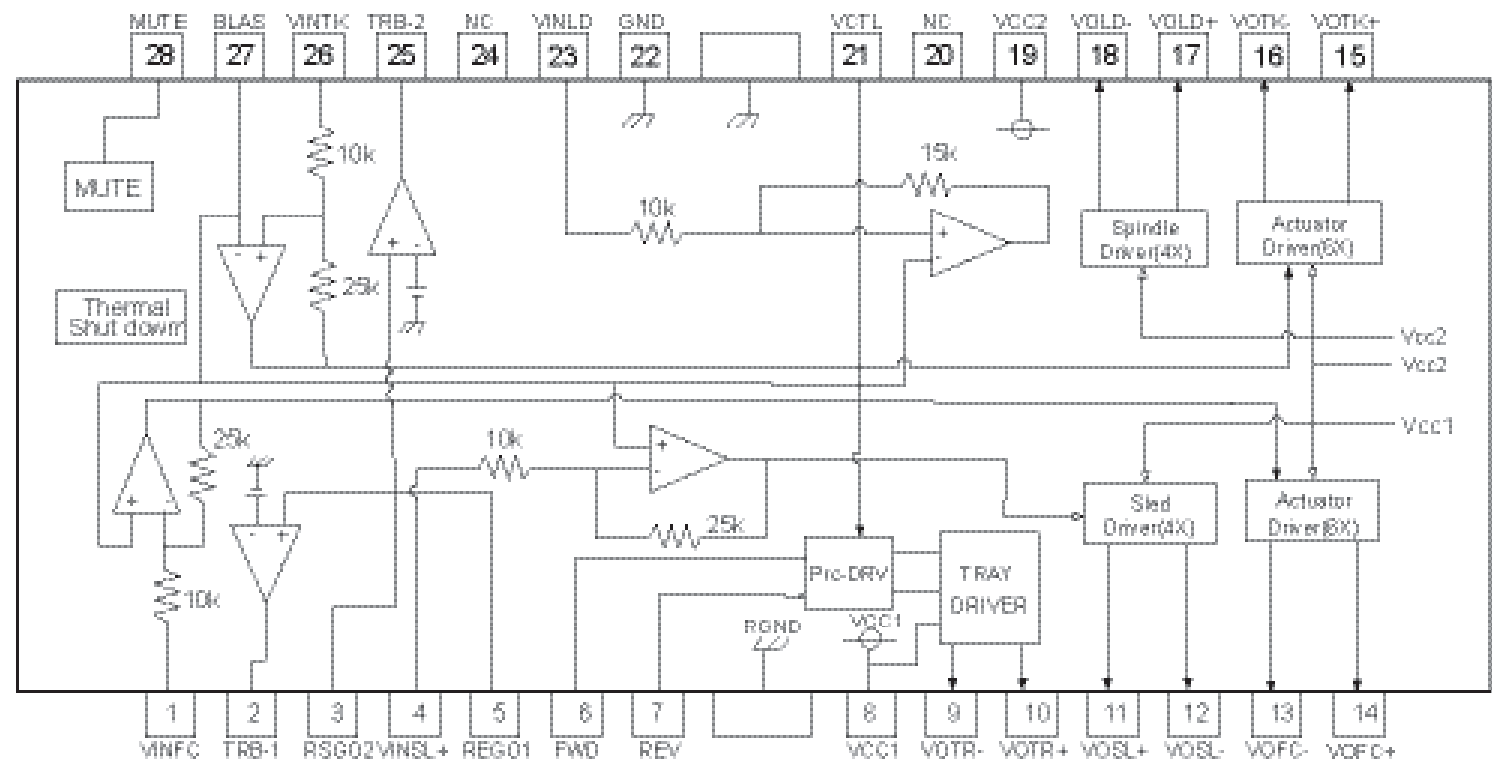 MUTE BLAS VINTK TRB-2 NC VINLD GND VCTL NC VCC2 VOLD- VOLD+ VOTK- VOTK+
28 27 26 25 24 23 22 21 20 19 18 17 16 15
MUTE
10k
15k
10k
Spindle
Driver(4X)
Actuator
Driver(6X)
25k
Thermal
Shut down
Vcc2
Vcc2
Vcc1
25k
10k
25k
Sled
Driver(4X)
Actuator
Driver(6X)
10k
Pre-DRV
TRAY
DRIVER
RGND
VCC1
1 2 3 4 5 6 7 8 9 10 11 12 13 14
VINFC TRB-1 RSGO2 VINSL+ REGO1 FWD REV VCC1 VOTR- VOTR+ VOSL+ VOSL- VOFC- VOFC+